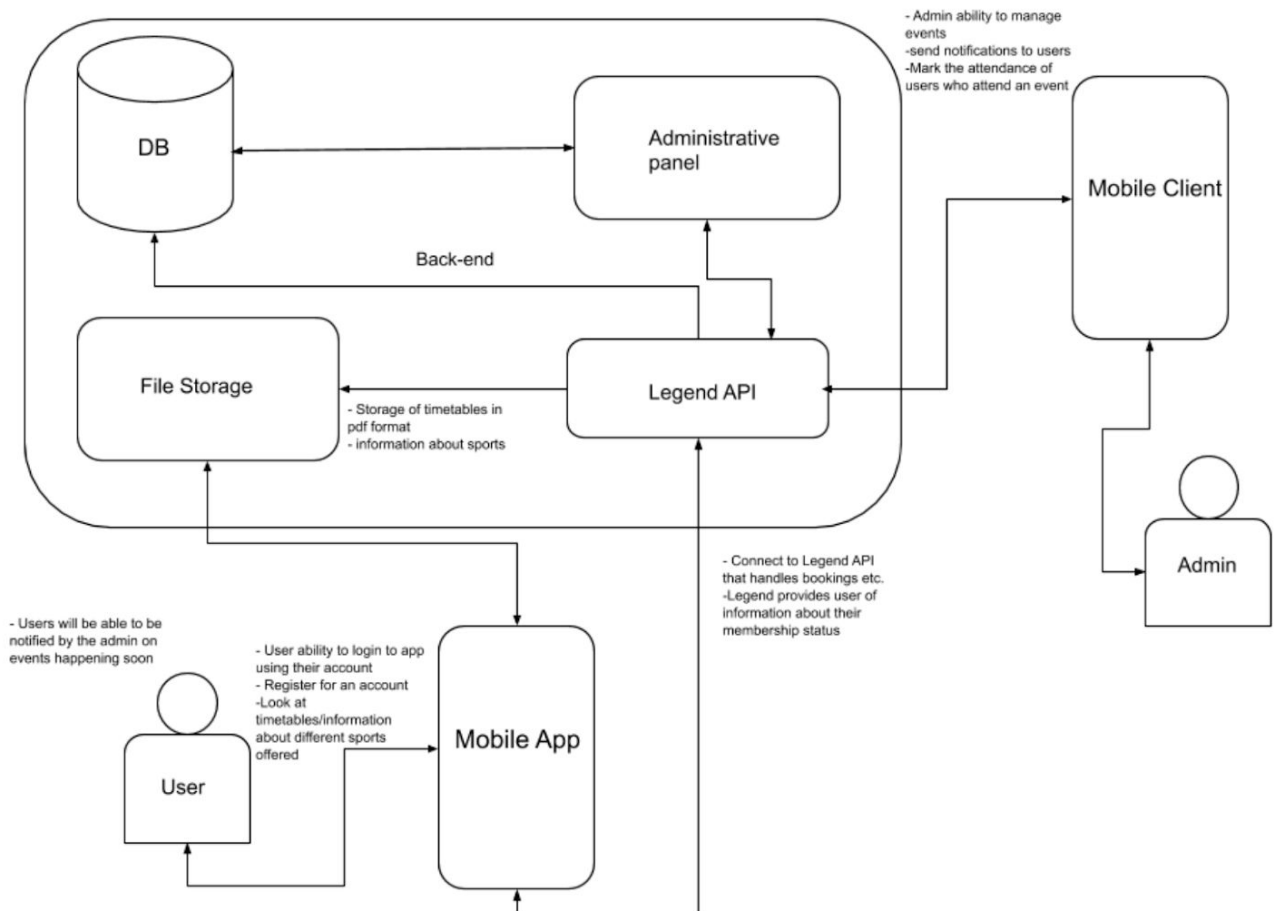 - Admin ability to manage
events
-send notifications to users
-Mark the attendance of
users who attend an event
DB
Administrative
panel
Mobile Client
Back-end
File Storage
Legend API
- Storage of timetables in
pdf format
- information about sports
Admin
- Connect to Legend API
that handles bookings etc.
-Legend provides user of
information about their
membership status
- Users will be able to be
notified by the admin on
events happening soon
- User ability to login to app
using their account
- Register for an account
-Look at
timetables/information
about different sports
offered
Mobile App
User